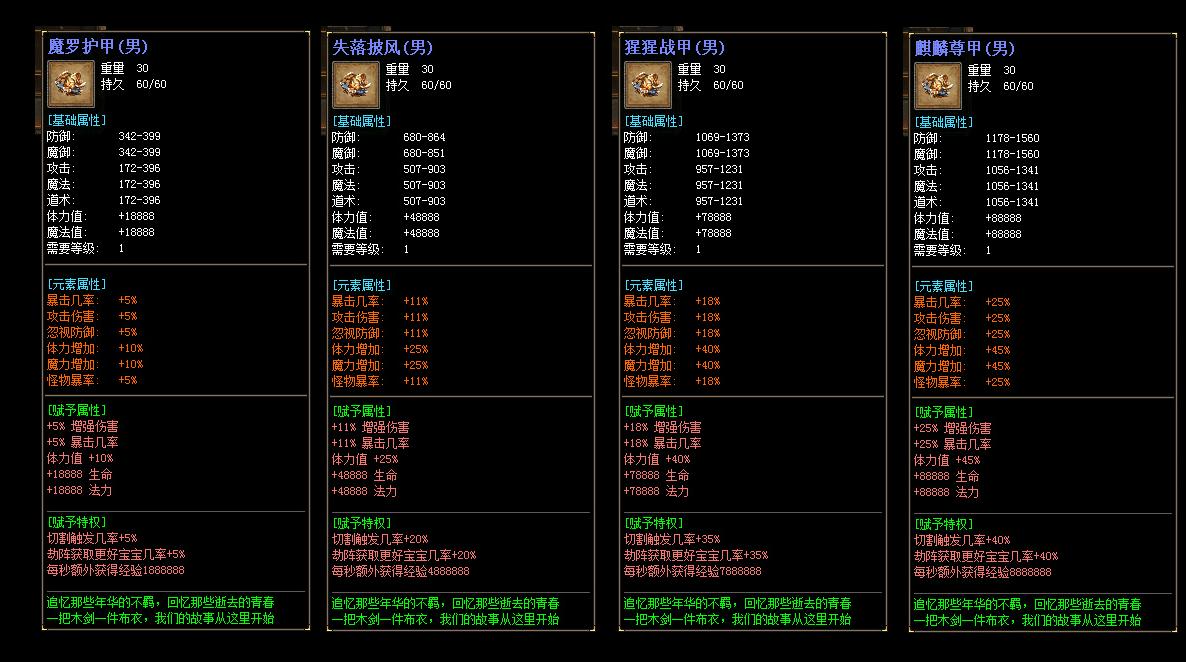 魔罗护甲(男)
重量 30
持久 60/60
[基础属性]
防御: 342-399
魔御: 342-399
攻击: 172-396
魔法: 172-396
道术: 172-396
体力值: +18888
魔法值: +18888
需要等级: 1
[元素属性]
暴击几率: +5%
攻击伤害: +5%
忽视防御: +5%
体力增加: +10%
魔力增加: +10%
怪物暴率: +5%
[赋予属性]
+5% 增强伤害
+5% 暴击几率
体力值 +10%
+18888 生命
+18888 法力
[赋予特权]
切割触发几率+5%
劫阵获取更好宝宝几率+5%
每秒额外获得经验1888888
追忆那些年华的不羁，回忆那些逝去的青春
一把木剑一件布衣，我们的故事从这里开始
失落披风(男)
重量 30
持久 60/60
[基础属性]
防御: 680-864
魔御: 680-851
攻击: 507-903
魔法: 507-903
道术: 507-903
体力值: +48888
魔法值: +48888
需要等级: 1
[元素属性]
暴击几率: +11%
攻击伤害: +11%
忽视防御: +11%
体力增加: +25%
魔力增加: +25%
怪物暴率: +11%
[赋予属性]
+11% 增强伤害
+11% 暴击几率
体力值 +25%
+48888 生命
+48888 法力
[赋予特权]
切割触发几率+20%
劫阵获取更好宝宝几率+20%
每秒额外获得经验4888888
追忆那些年华的不羁，回忆那些逝去的青春
一把木剑一件布衣，我们的故事从这里开始
猩猩战甲(男)
重量 30
持久 60/60
[基础属性]
防御: 1069-1373
魔御: 1069-1373
攻击: 957-1231
魔法: 957-1231
道术: 957-1231
体力值: +78888
魔法值: +78888
需要等级: 1
[元素属性]
暴击几率: +18%
攻击伤害: +18%
忽视防御: +18%
体力增加: +40%
魔力增加: +40%
怪物暴率: +18%
[赋予属性]
+18% 增强伤害
+18% 暴击几率
体力值 +40%
+78888 生命
+78888 法力
[赋予特权]
切割触发几率+35%
劫阵获取更好宝宝几率+35%
每秒额外获得经验7888888
追忆那些年华的不羁，回忆那些逝去的青春
一把木剑一件布衣，我们的故事从这里开始
麒麟尊甲(男)
重量 30
持久 60/60
[基础属性]
防御: 1178-1560
魔御: 1178-1560
攻击: 1056-1341
魔法: 1056-1341
道术: 1056-1341
体力值: +88888
魔法值: +88888
需要等级: 1
[元素属性]
暴击几率: +25%
攻击伤害: +25%
忽视防御: +25%
体力增加: +45%
魔力增加: +45%
怪物暴率: +25%
[赋予属性]
+25% 增强伤害
+25% 暴击几率
体力值 +45%
+88888 生命
+88888 法力
[赋予特权]
切割触发几率+40%
劫阵获取更好宝宝几率+40%
每秒额外获得经验8888888
追忆那些年华的不羁，回忆那些逝去的青春
一把木剑一件布衣，我们的故事从这里开始